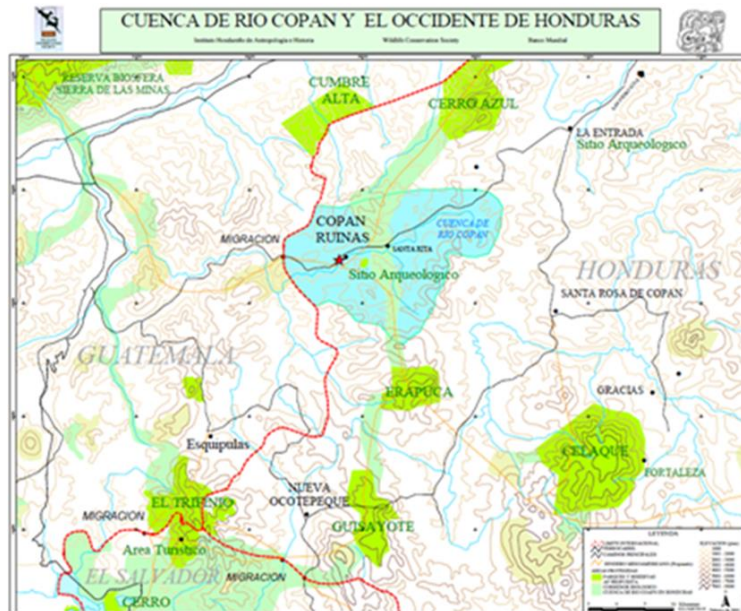 CUENCA DE RIO COPAN Y EL OCCIDENTE DE HONDURAS
Instituto Hondureño de Antropologia e Historia
Wildlife Conservation Society
Banco Mundial
RESERVA BIOSFERA
SIERRA DE LAS MINAS
CUMBRE
ALTA
CERRO AZUL
LA ENTRADA
Sitio Arqueologico
COPAN
RUINAS
CUENCA DE
RIO COPAN
MIGRACION
SANTA RITA
Sitio Arqueologico
HONDURAS
SANTA ROSA DE COPAN
GUATEMALA
ERAPUCA
GRACIAS
Esquipulas
CELAQUE
FORTALEZA
EL TRIFINIO
NUEVA
OCOTEPEQUE
MIGRACION
GUISAYOTE
Area Turistico
EL SALVADOR
MIGRACION
CERRO
LEYENDA